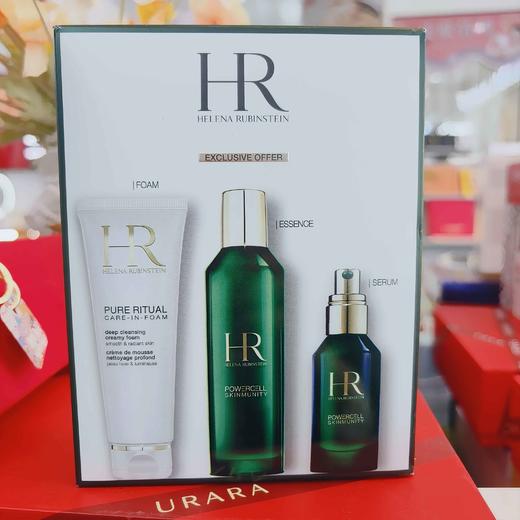 HR
HELENA RUBINSTEIN
EXCLUSIVE OFFER
|FOAM
|ESSENCE
|SERUM
HR
HELENA RUBINSTEIN
PURE RITUAL
CARE-IN-FOAM
deep cleansing
creamy foam
smooth & radiant skin
crème de mousse
nettoyage profond
peau lisse & lumineuse
HR
HELENA RUBINSTEIN
POWERCELL
SKINMUNITY
HR
HELENA RUBINSTEIN
POWERCELL
SKINMUNITY
URARA